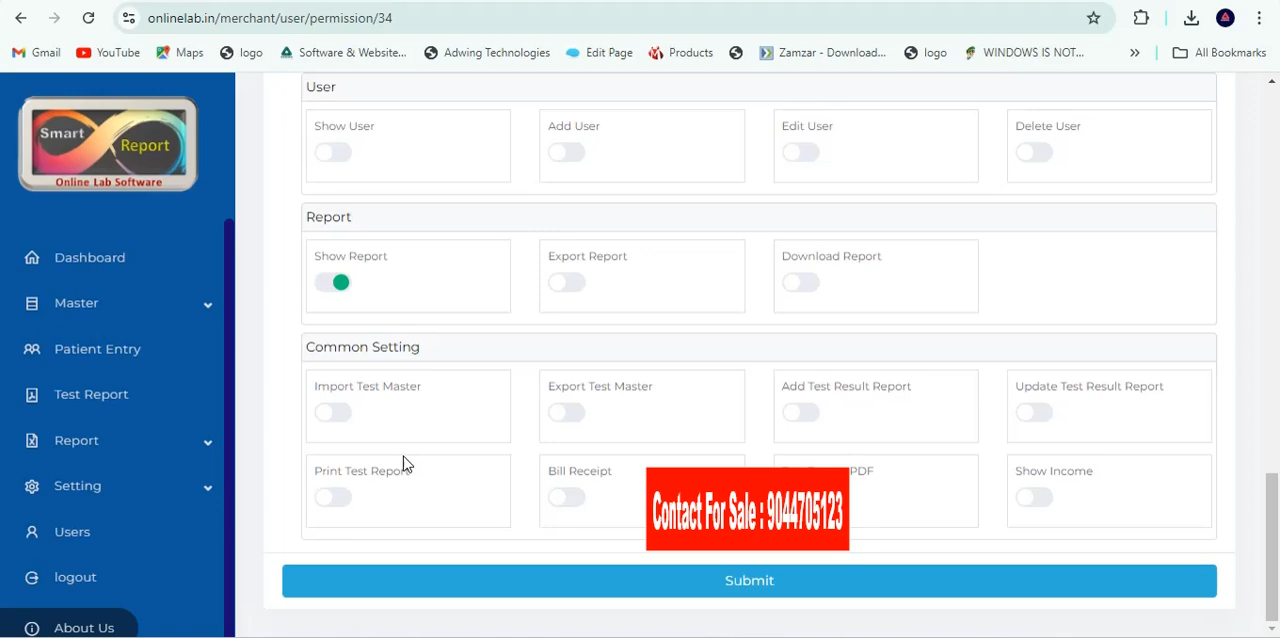 onlinelab.in/merchant/user/permission/34
Gmail YouTube Maps logo Software & Website... Adwing Technologies Edit Page Products Zamzar - Download... logo WINDOWS IS NOT... » All Bookmarks
Smart
Report
Online Lab Software
Dashboard
Master
Patient Entry
Test Report
Report
Setting
Users
logout
About Us
User
Show User Add User Edit User Delete User
Report
Show Report Export Report Download Report
Common Setting
Import Test Master Export Test Master Add Test Result Report Update Test Result Report
Print Test Report Bill Receipt PDF Show Income
Contact For Sale : 9044705123
Submit